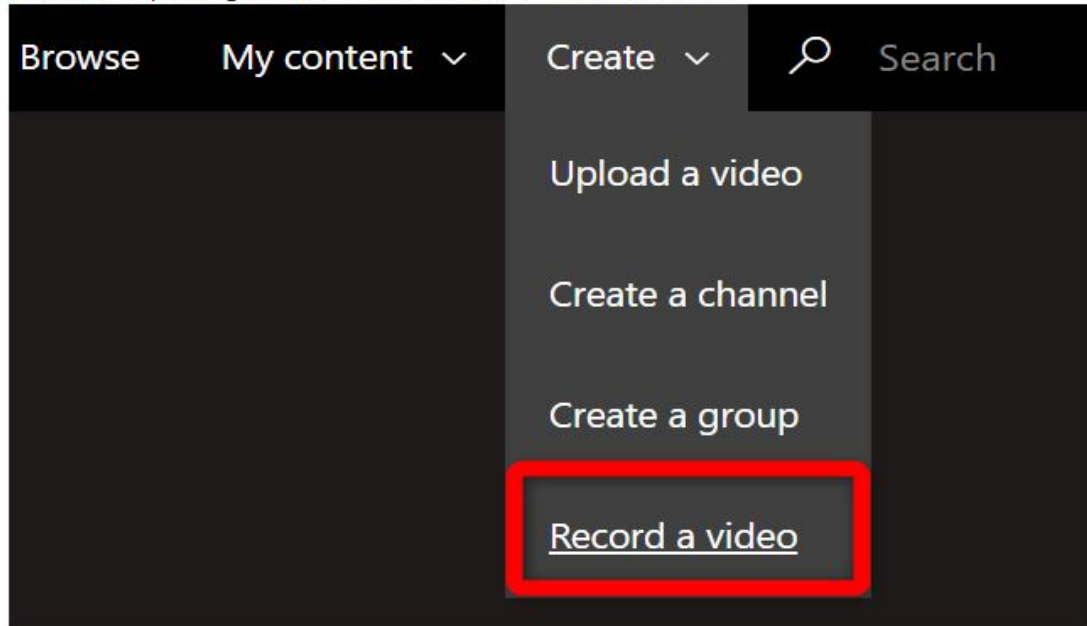 Browse My content Create Search
Upload a video
Create a channel
Create a group
Record a video